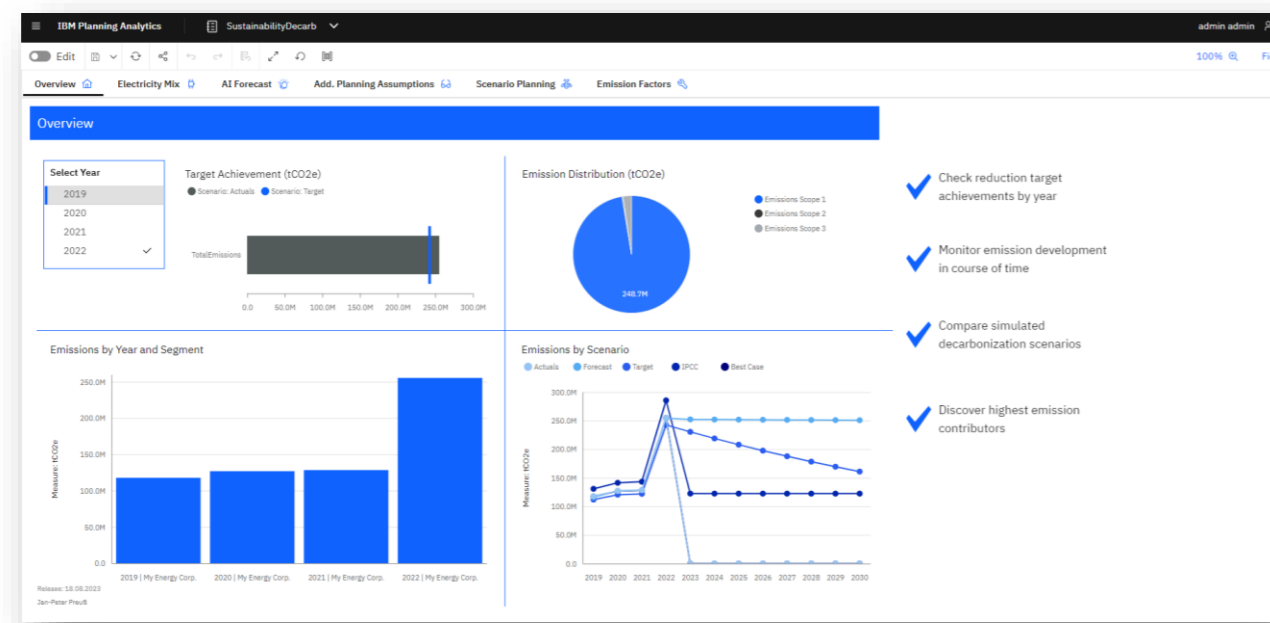 IBM Planning Analytics
SustainabilityDecarb
admin admin
Edit
100%
Fi
Overview
Electricity Mix
AI Forecast
Add. Planning Assumptions
Scenario Planning
Emission Factors
Overview
Select Year
2019
2020
2021
2022
Target Achievement (tCO2e)
Scenario: Actuals
Scenario: Target
TotalEmissions
0.0
50.0M
100.0M
150.0M
200.0M
250.0M
300.0M
Emission Distribution (tCO2e)
Emissions Scope 1
Emissions Scope 2
Emissions Scope 3
248.7M
Check reduction target
achievements by year
Monitor emission development
in course of time
Compare simulated
decarbonization scenarios
Discover highest emission
contributors
Emissions by Year and Segment
Measure: tCO2e
250.0M
200.0M
150.0M
100.0M
50.0M
0.0
2019 | My Energy Corp.
2020 | My Energy Corp.
2021 | My Energy Corp.
2022 | My Energy Corp.
Emissions by Scenario
Actuals
Forecast
Target
IPCC
Best Case
Measure: tCO2e
300.0M
250.0M
200.0M
150.0M
100.0M
50.0M
0.0
2019
2020
2021
2022
2023
2024
2025
2026
2027
2028
2029
2030
Release: 18.08.2023
Jan-Peter Preuß